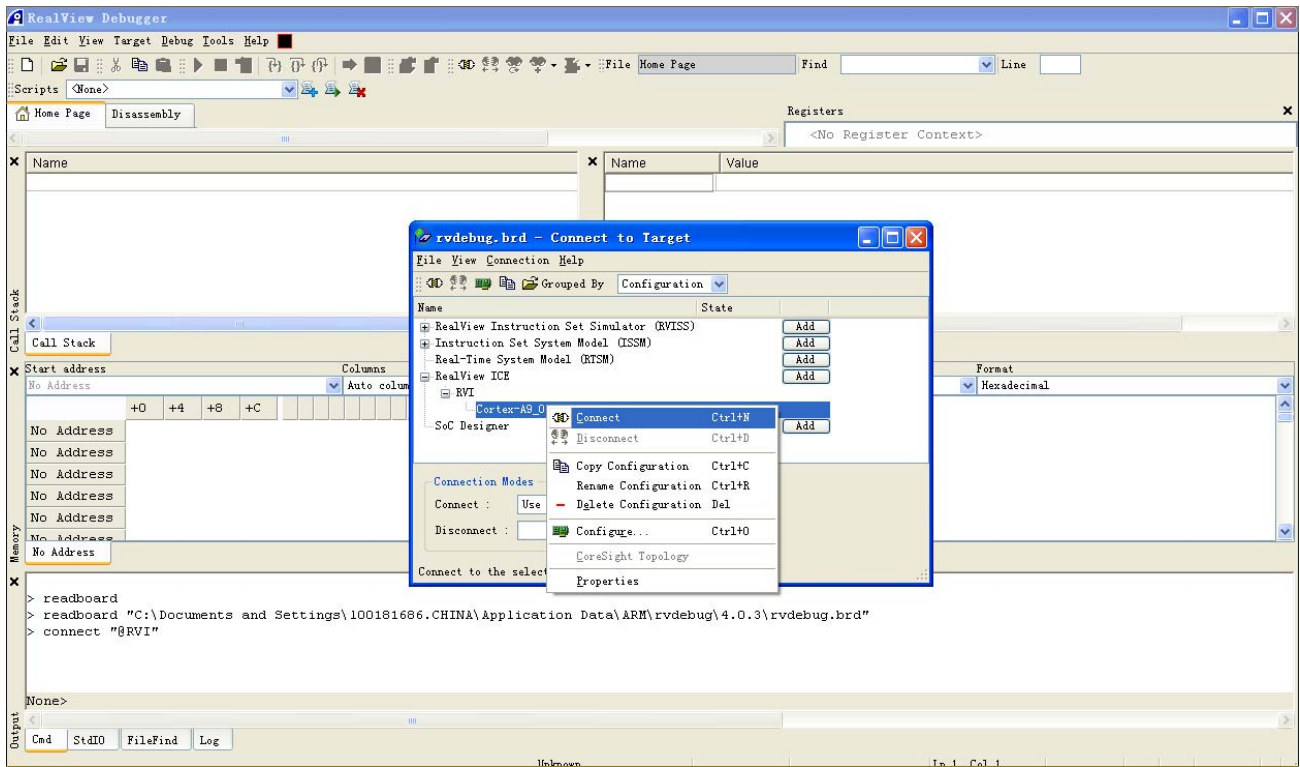 RealView Debugger
File Edit View Target Debug Tools Help
File Home Page Find Line
Scripts <None>
Home Page Disassembly
Registers
<No Register Context>
Name
Name Value
Call Stack
Call Stack
rvdebug.brd - Connect to Target
File View Connection Help
Grouped By Configuration
Name State
RealView Instruction Set Simulator (RVISS) Add
Instruction Set System Model (ISSM) Add
Real-Time System Model (RTSM) Add
RealView ICE Add
RVI
Cortex-A9_0
SoC Designer Add
Connection Modes
Connect : Use
Disconnect :
Connect to the select
Connect Ctrl+N
Disconnect Ctrl+D
Copy Configuration Ctrl+C
Rename Configuration Ctrl+R
Delete Configuration Del
Configure... Ctrl+O
CoreSight Topology
Properties
Start address Columns Format
No Address Auto colum Hexadecimal
+0 +4 +8 +C
No Address
No Address
No Address
No Address
No Address
No Address
No Address
Memory
> readboard
> readboard "C:\Documents and Settings\l00181686.CHINA\Application Data\ARM\rvdebug\4.0.3\rvdebug.brd"
> connect "@RVI"
None>
Output
Cmd StdIO FileFind Log
Unknown Ln 1, Col 1